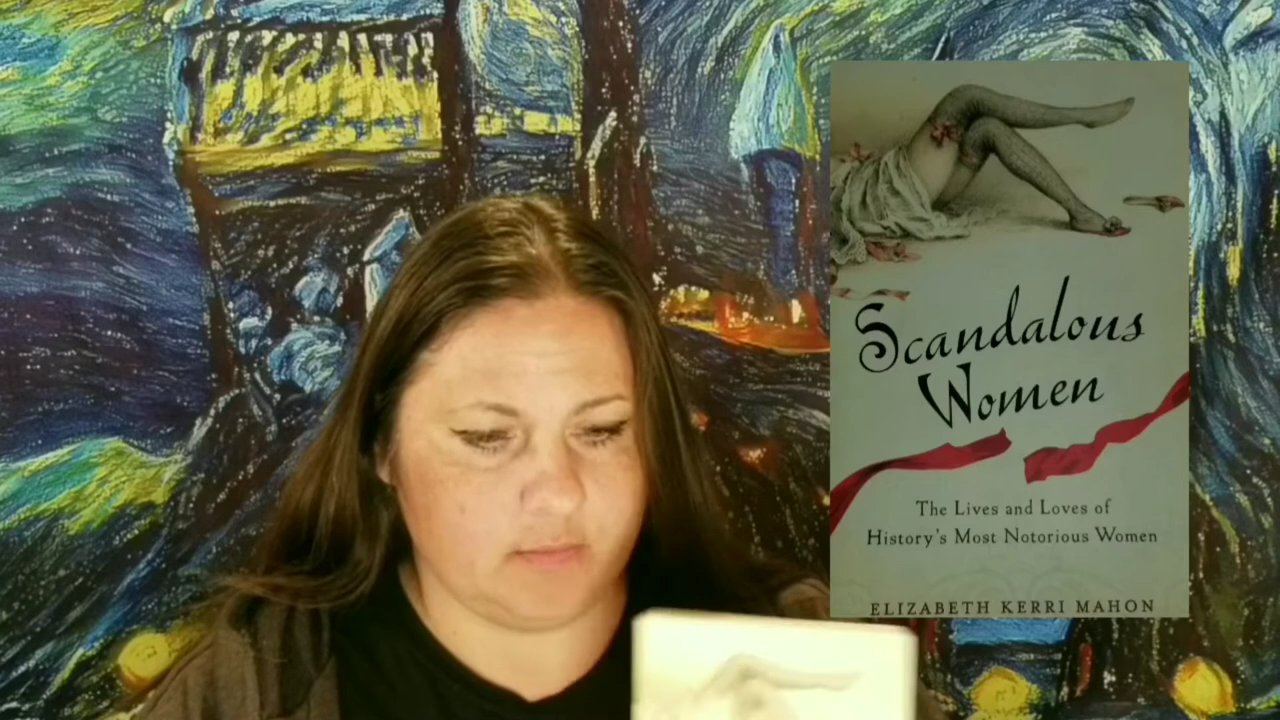 Scandalous
Women
The Lives and Loves of
History's Most Notorious Women
ELIZABETH KERRI MAHON